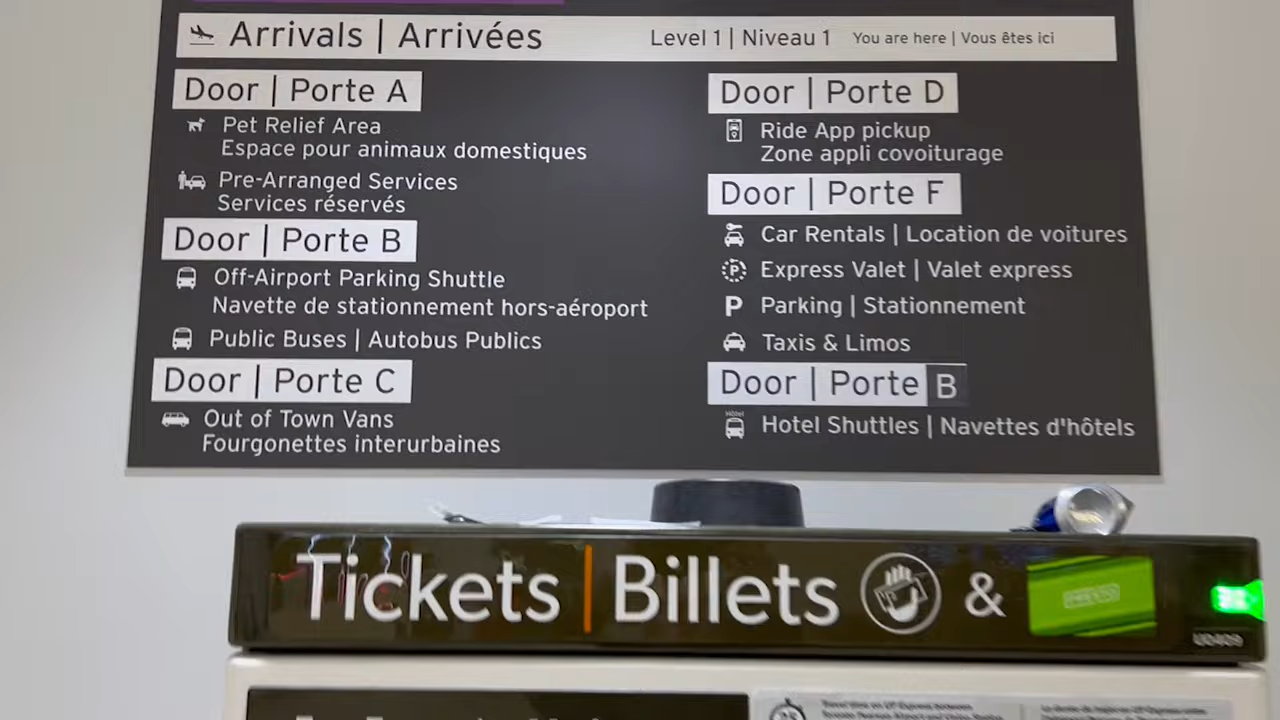 Arrivals | Arrivées
Level 1 | Niveau 1 You are here | Vous êtes ici
Door | Porte A
Pet Relief Area
Espace pour animaux domestiques
Pre-Arranged Services
Services réservés
Door | Porte B
Off-Airport Parking Shuttle
Navette de stationnement hors-aéroport
Public Buses | Autobus Publics
Door | Porte C
Out of Town Vans
Fourgonettes interurbaines
Door | Porte D
Ride App pickup
Zone appli covoiturage
Door | Porte F
Car Rentals | Location de voitures
Express Valet | Valet express
P Parking | Stationnement
Taxis & Limos
Door | Porte B
Hotel Shuttles | Navettes d'hôtels
Tickets | Billets &